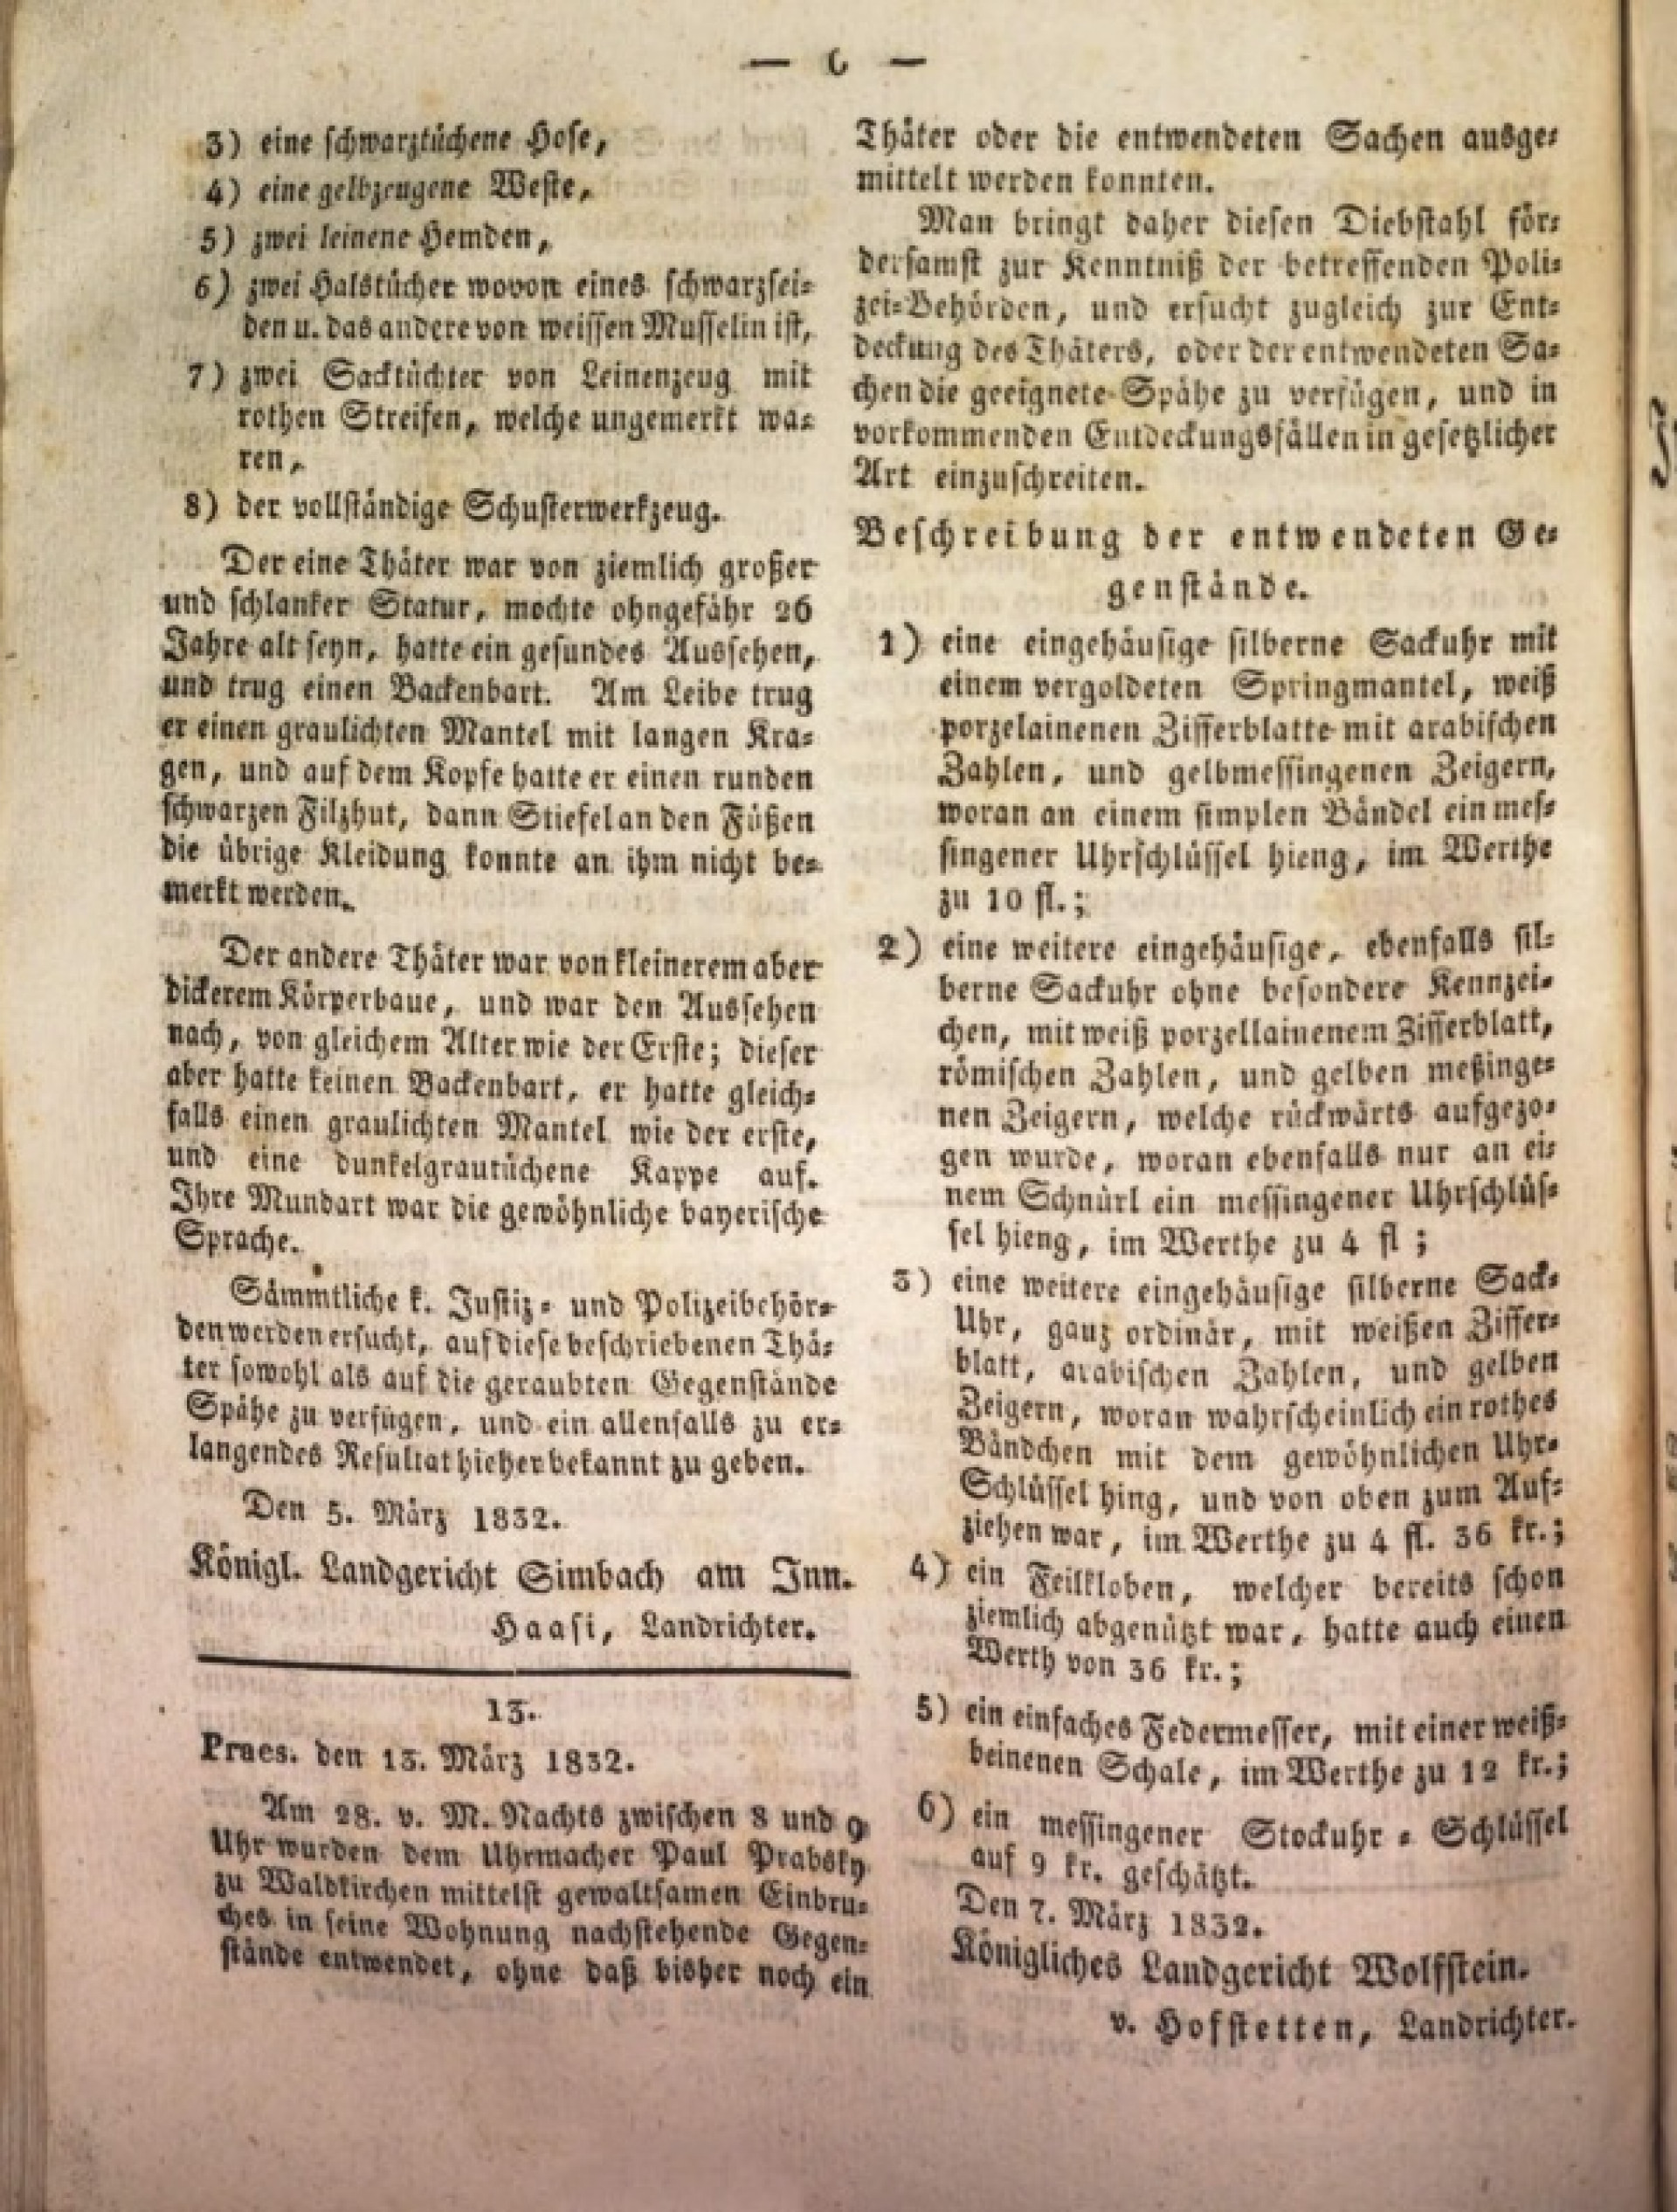 — 6 —
3) eine schwarztüchene Hose,
4) eine gelbzeugene Weste,
5) zwei leinene Hemden,
6) zwei Halstücher wovon eines schwarzsei-
den u. das andere von weissen Musselin ist,
7) zwei Sacktüchter von Leinenzeug mit
rothen Streifen, welche ungemerkt wa-
ren,
8) der vollständige Schusterwerkzeug.
Der eine Thäter war von ziemlich großer
und schlanker Statur, mochte ohngefähr 26
Jahre alt seyn, hatte ein gesundes Aussehen,
und trug einen Backenbart. Am Leibe trug
er einen graulichten Mantel mit langen Kra-
gen, und auf dem Kopfe hatte er einen runden
schwarzen Filzhut, dann Stiefel an den Füßen
die übrige Kleidung konnte an ihm nicht be-
merkt werden.
Der andere Thäter war von kleinerem aber
dickerem Körperbaue, und war den Aussehen
nach, von gleichem Alter wie der Erste; dieser
aber hatte keinen Backenbart, er hatte gleich-
falls einen graulichten Mantel wie der erste,
und eine dunkelgrautüchene Kappe auf.
Ihre Mundart war die gewöhnliche bayerische
Sprache.
Sämmtliche k. Justiz- und Polizeibehör-
den werden ersucht, auf diese beschriebenen Thä-
ter sowohl als auf die geraubten Gegenstände
Spähe zu verfügen, und ein allenfalls zu er-
langendes Resultat hieher bekannt zu geben.
Den 5. März 1832.
Königl. Landgericht Simbach am Inn.
Haasi, Landrichter.
13.
Praes. den 13. März 1832.
Am 28. v. M. Nachts zwischen 8 und 9
Uhr wurden dem Uhrmacher Paul Prabsky
zu Waldkirchen mittelst gewaltsamen Einbru-
ches in seine Wohnung nachstehende Gegen-
stände entwendet, ohne daß bisher noch ein
Thäter oder die entwendeten Sachen ausge-
mittelt werden konnten.
Man bringt daher diesen Diebstahl för-
dersamst zur Kenntniß der betreffenden Poli-
zei-Behörden, und ersucht zugleich zur Ent-
deckung des Thäters, oder der entwendeten Sa-
chen die geeignete Spähe zu verfügen, und in
vorkommenden Entdeckungsfällen in gesetzlicher
Art einzuschreiten.
Beschreibung der entwendeten Ge-
genstände.
1) eine eingehäusige silberne Sackuhr mit
einem vergoldeten Springmantel, weiß
porzelainenen Zifferblatte mit arabischen
Zahlen, und gelbmessingenen Zeigern,
woran an einem simplen Bändel ein mes-
singener Uhrschlüssel hieng, im Werthe
zu 10 fl.;
2) eine weitere eingehäusige, ebenfalls sil-
berne Sackuhr ohne besondere Kennzei-
chen, mit weiß porzellainenem Zifferblatt,
römischen Zahlen, und gelben meßinge-
nen Zeigern, welche rückwärts aufgezo-
gen wurde, woran ebenfalls nur an ei-
nem Schnürl ein messingener Uhrschlüs-
sel hieng, im Werthe zu 4 fl ;
3) eine weitere eingehäusige silberne Sack-
Uhr, ganz ordinär, mit weißen Ziffer-
blatt, arabischen Zahlen, und gelben
Zeigern, woran wahrscheinlich ein rothes
Bändchen mit dem gewöhnlichen Uhr-
Schlüssel hing, und von oben zum Auf-
ziehen war, im Werthe zu 4 fl. 36 kr.;
4) ein Feilkloben, welcher bereits schon
ziemlich abgenützt war, hatte auch einen
Werth von 36 kr.;
5) ein einfaches Federmesser, mit einer weiß-
beinenen Schale, im Werthe zu 12 kr.;
6) ein messingener Stockuhr-Schlüssel
auf 9 kr. geschätzt.
Den 7. März 1832.
Königliches Landgericht Wolfstein.
v. Hofstetten, Landrichter.